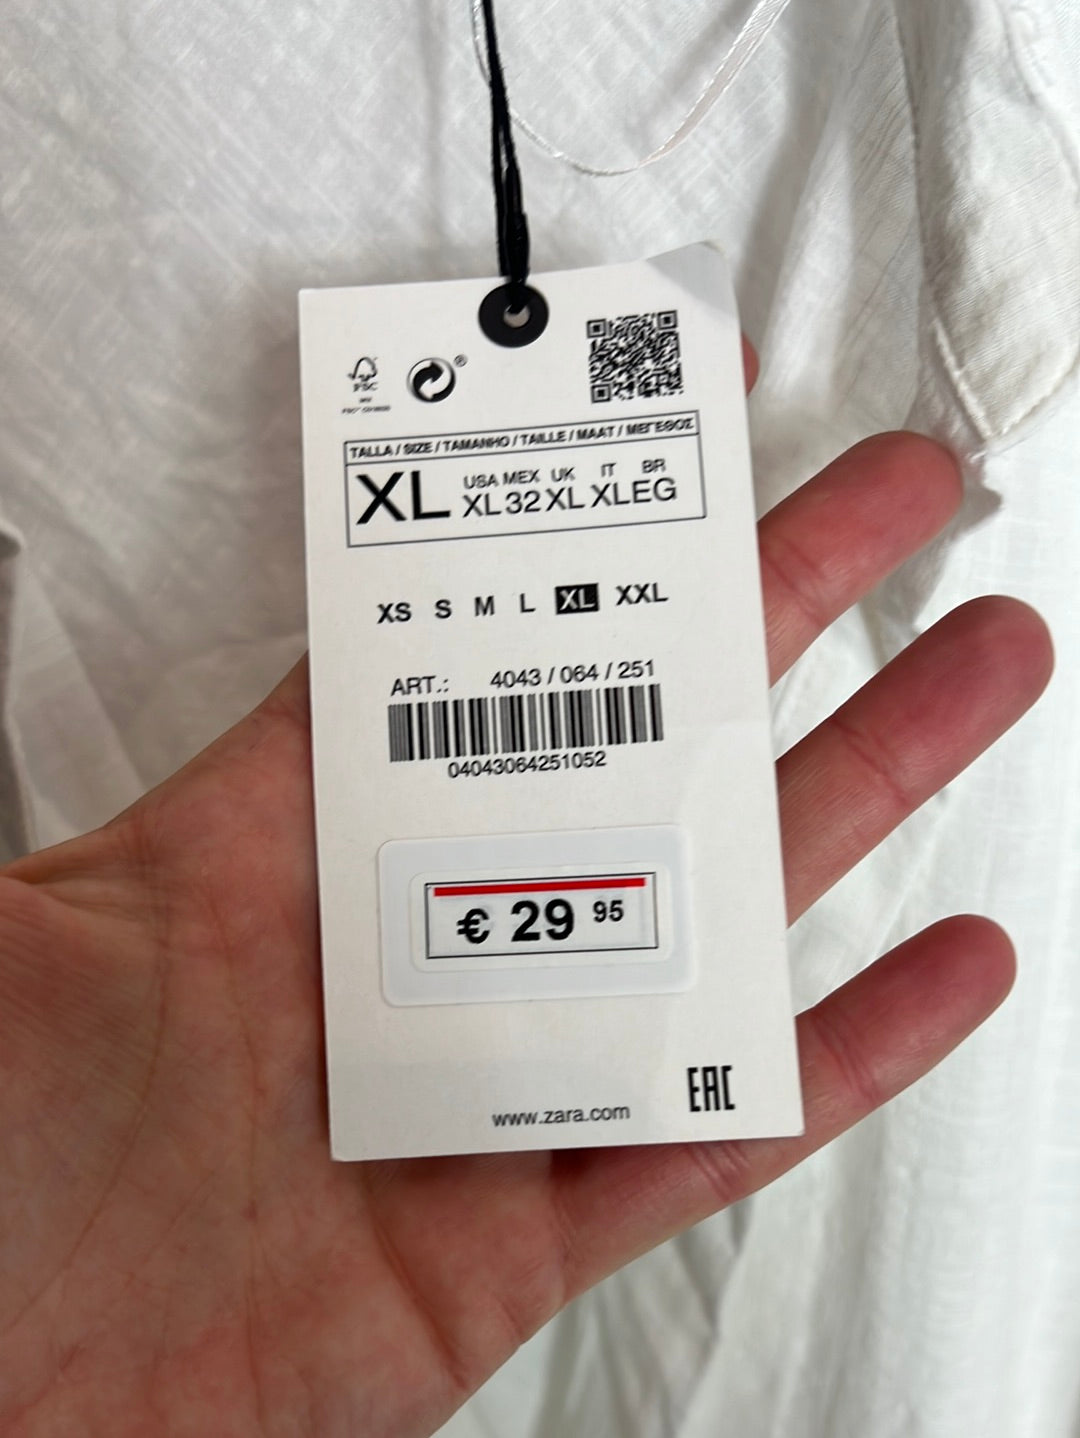 ®
FSC
TALLA / SIZE / TAMANHO / TAILLE / MAAT / ΜΕΓΕΘΟΣ
USA MEX UK IT BR
XL XL 32 XL XL EG
XS S M L XL XXL
ART.: 4043 / 064 / 251
04043064251052
€ 29 95
EAC
www.zara.com